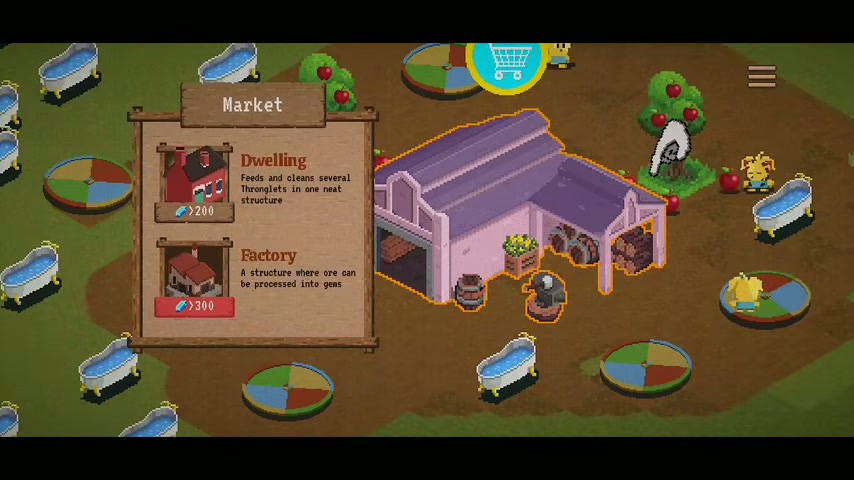 Market
Dwelling
Feeds and cleans several
Thronglets in one neat
structure
200
Factory
A structure where ore can
be processed into gems
300